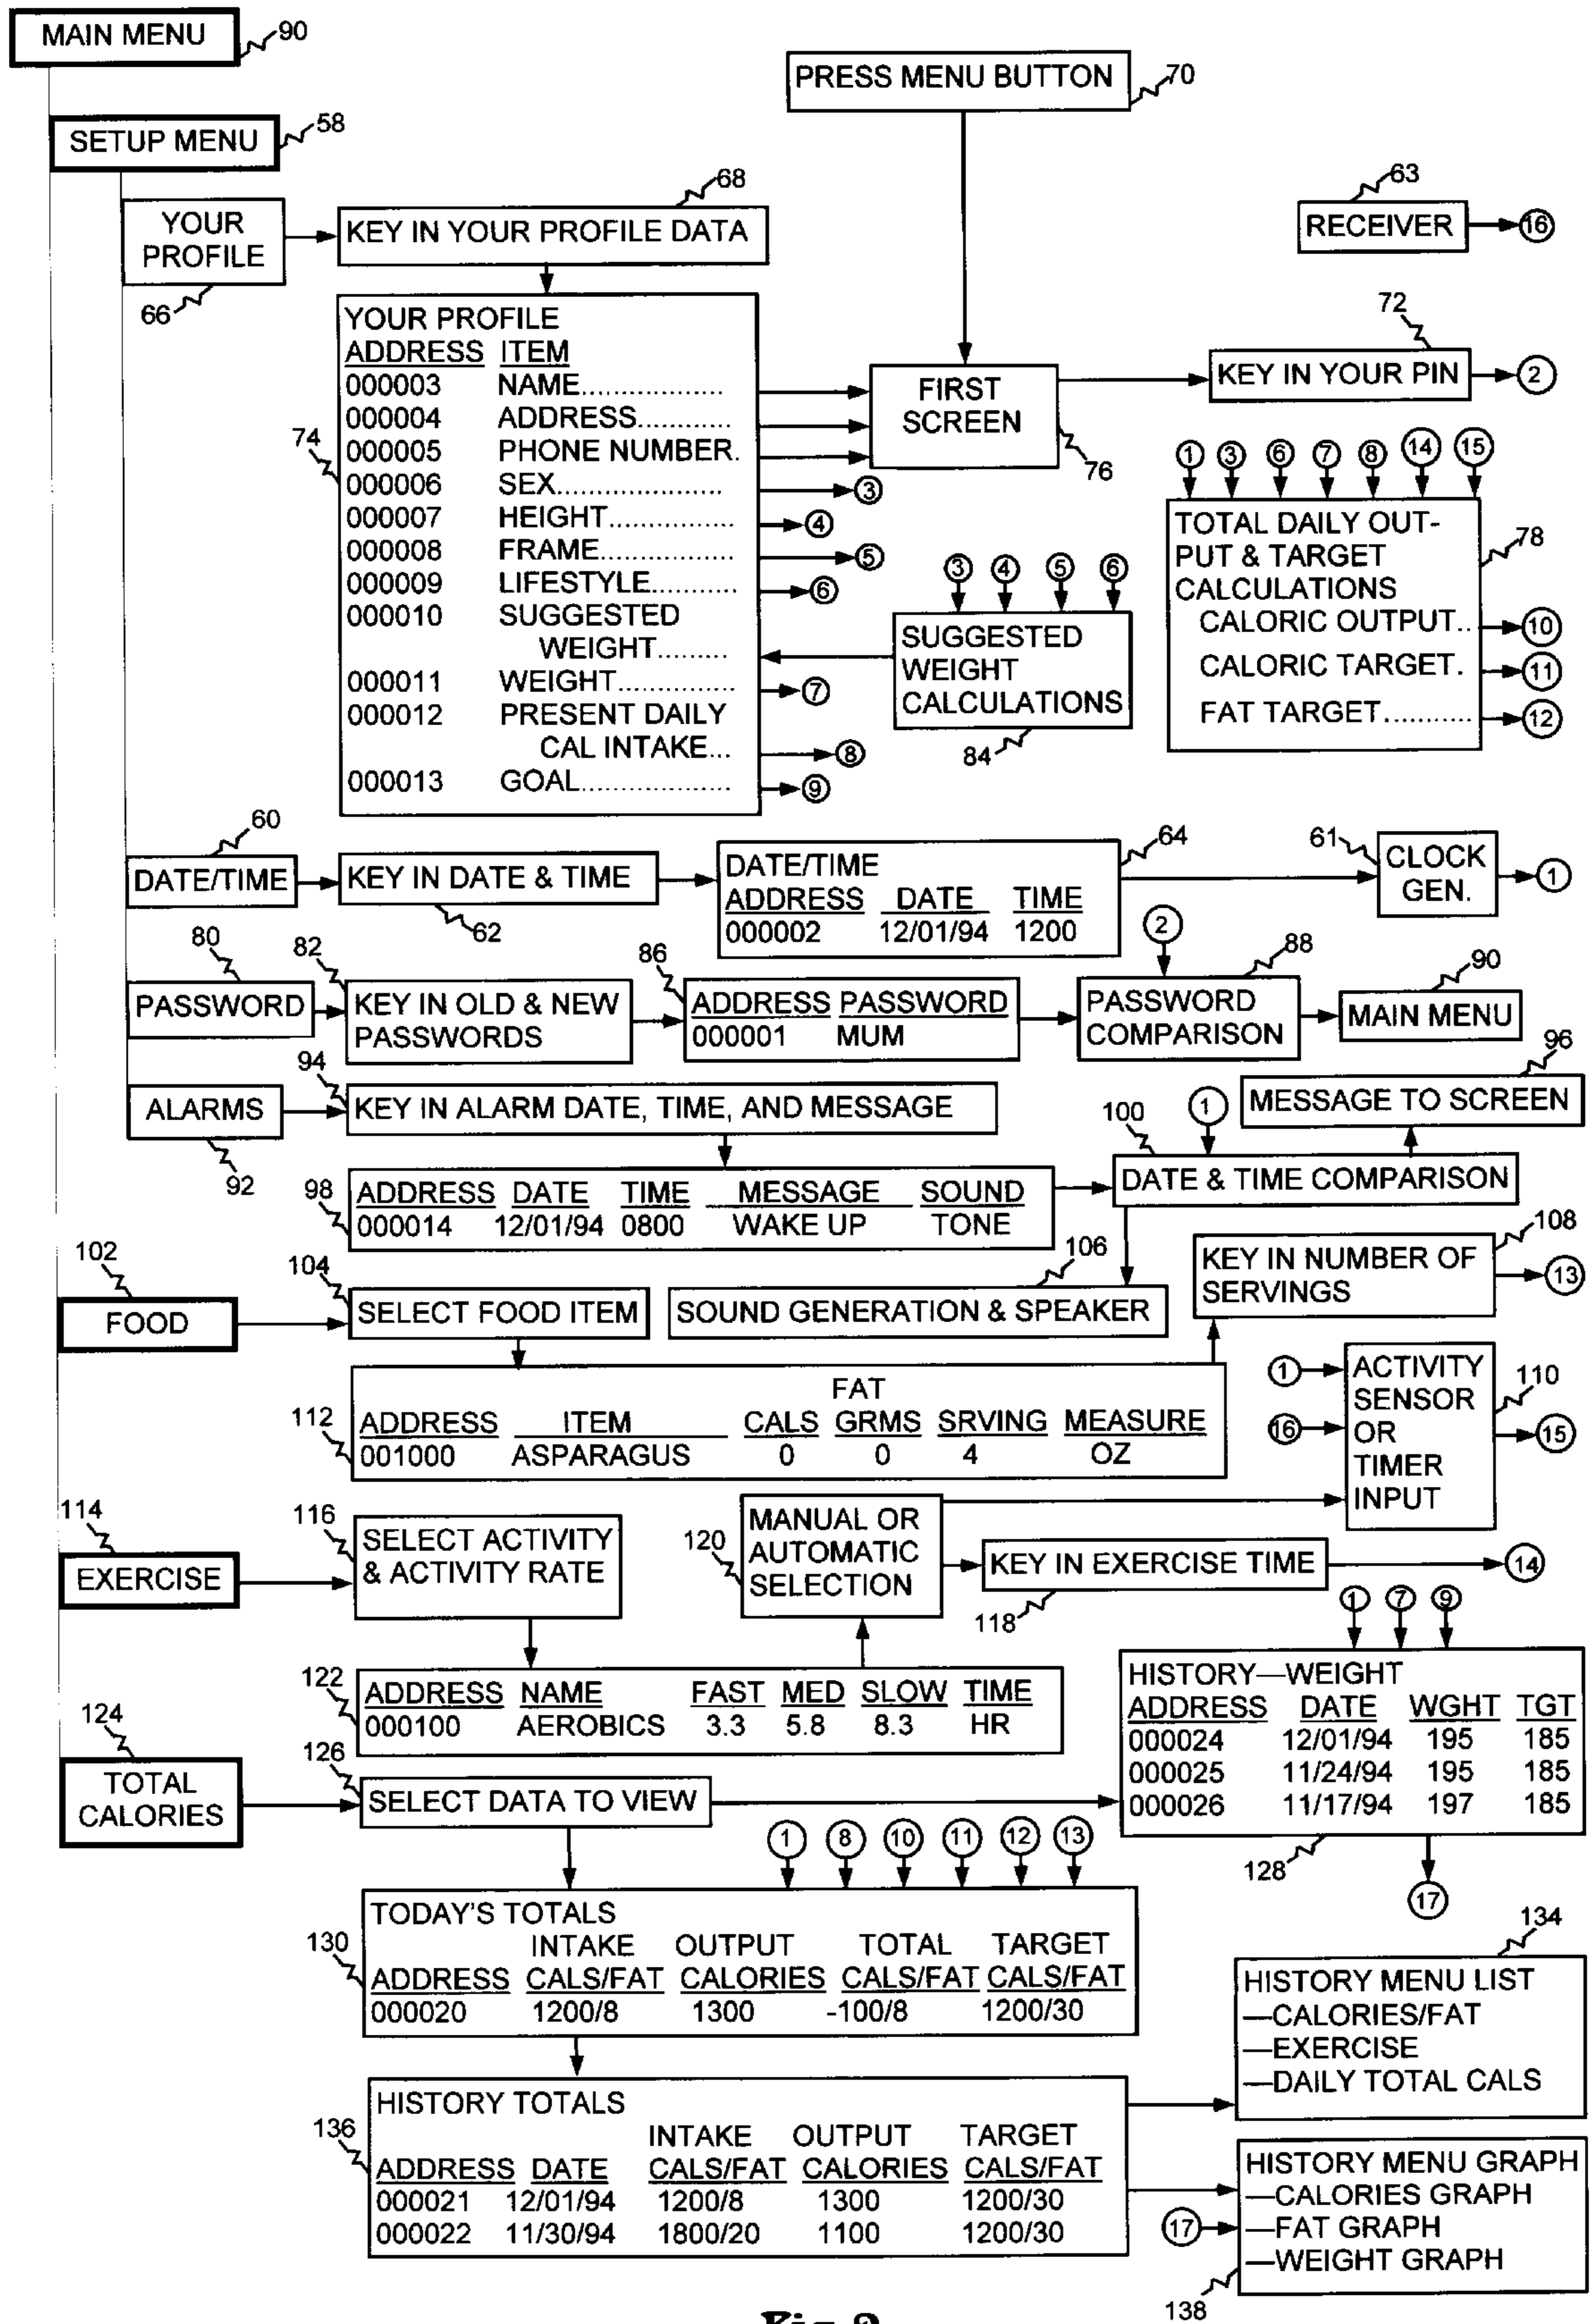 MAIN MENU
90
PRESS MENU BUTTON
70
SETUP MENU
58
68
63
YOUR
PROFILE
66
KEY IN YOUR PROFILE DATA
RECEIVER
16
72
KEY IN YOUR PIN
2
YOUR PROFILE
ADDRESS ITEM
000003 NAME.................
000004 ADDRESS............
000005 PHONE NUMBER.
000006 SEX....................
000007 HEIGHT...............
000008 FRAME................
000009 LIFESTYLE..........
000010 SUGGESTED
WEIGHT.........
000011 WEIGHT..............
000012 PRESENT DAILY
CAL INTAKE...
000013 GOAL..................
74
FIRST
SCREEN
76
3
4
5
6
7
8
9
3 4 5 6
SUGGESTED
WEIGHT
CALCULATIONS
84
1 3 6 7 8 14 15
TOTAL DAILY OUT-
PUT & TARGET
CALCULATIONS
CALORIC OUTPUT..
CALORIC TARGET.
FAT TARGET...........
78
10
11
12
60
DATE/TIME
KEY IN DATE & TIME
62
DATE/TIME
ADDRESS DATE TIME
000002 12/01/94 1200
64
61
CLOCK
GEN.
1
80
PASSWORD
82
KEY IN OLD & NEW
PASSWORDS
86
ADDRESS PASSWORD
000001 MUM
2
88
PASSWORD
COMPARISON
90
MAIN MENU
ALARMS
92
94
KEY IN ALARM DATE, TIME, AND MESSAGE
96
MESSAGE TO SCREEN
98
ADDRESS DATE TIME MESSAGE SOUND
000014 12/01/94 0800 WAKE UP TONE
100
1
DATE & TIME COMPARISON
102
FOOD
104
SELECT FOOD ITEM
106
SOUND GENERATION & SPEAKER
108
KEY IN NUMBER OF
SERVINGS
13
112
FAT
ADDRESS ITEM CALS GRMS SRVING MEASURE
001000 ASPARAGUS 0 0 4 OZ
1
16
ACTIVITY
SENSOR
OR
TIMER
INPUT
110
15
114
EXERCISE
116
SELECT ACTIVITY
& ACTIVITY RATE
120
MANUAL OR
AUTOMATIC
SELECTION
KEY IN EXERCISE TIME
118
14
122
ADDRESS NAME FAST MED SLOW TIME
000100 AEROBICS 3.3 5.8 8.3 HR
1 7 9
HISTORY—WEIGHT
ADDRESS DATE WGHT TGT
000024 12/01/94 195 185
000025 11/24/94 195 185
000026 11/17/94 197 185
128
17
124
TOTAL
CALORIES
126
SELECT DATA TO VIEW
1 8 10 11 12 13
130
TODAY'S TOTALS
INTAKE OUTPUT TOTAL TARGET
ADDRESS CALS/FAT CALORIES CALS/FAT CALS/FAT
000020 1200/8 1300 -100/8 1200/30
134
HISTORY MENU LIST
—CALORIES/FAT
—EXERCISE
—DAILY TOTAL CALS
136
HISTORY TOTALS
INTAKE OUTPUT TARGET
ADDRESS DATE CALS/FAT CALORIES CALS/FAT
000021 12/01/94 1200/8 1300 1200/30
000022 11/30/94 1800/20 1100 1200/30
HISTORY MENU GRAPH
—CALORIES GRAPH
—FAT GRAPH
—WEIGHT GRAPH
17
138